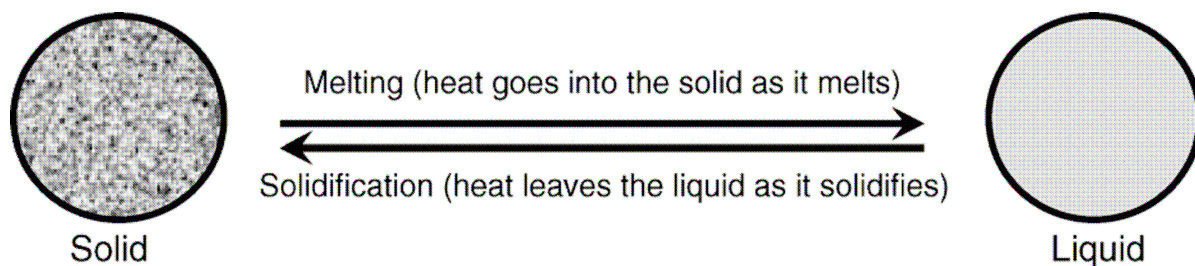 Melting (heat goes into the solid as it melts)
Solidification (heat leaves the liquid as it solidifies)
Solid
Liquid